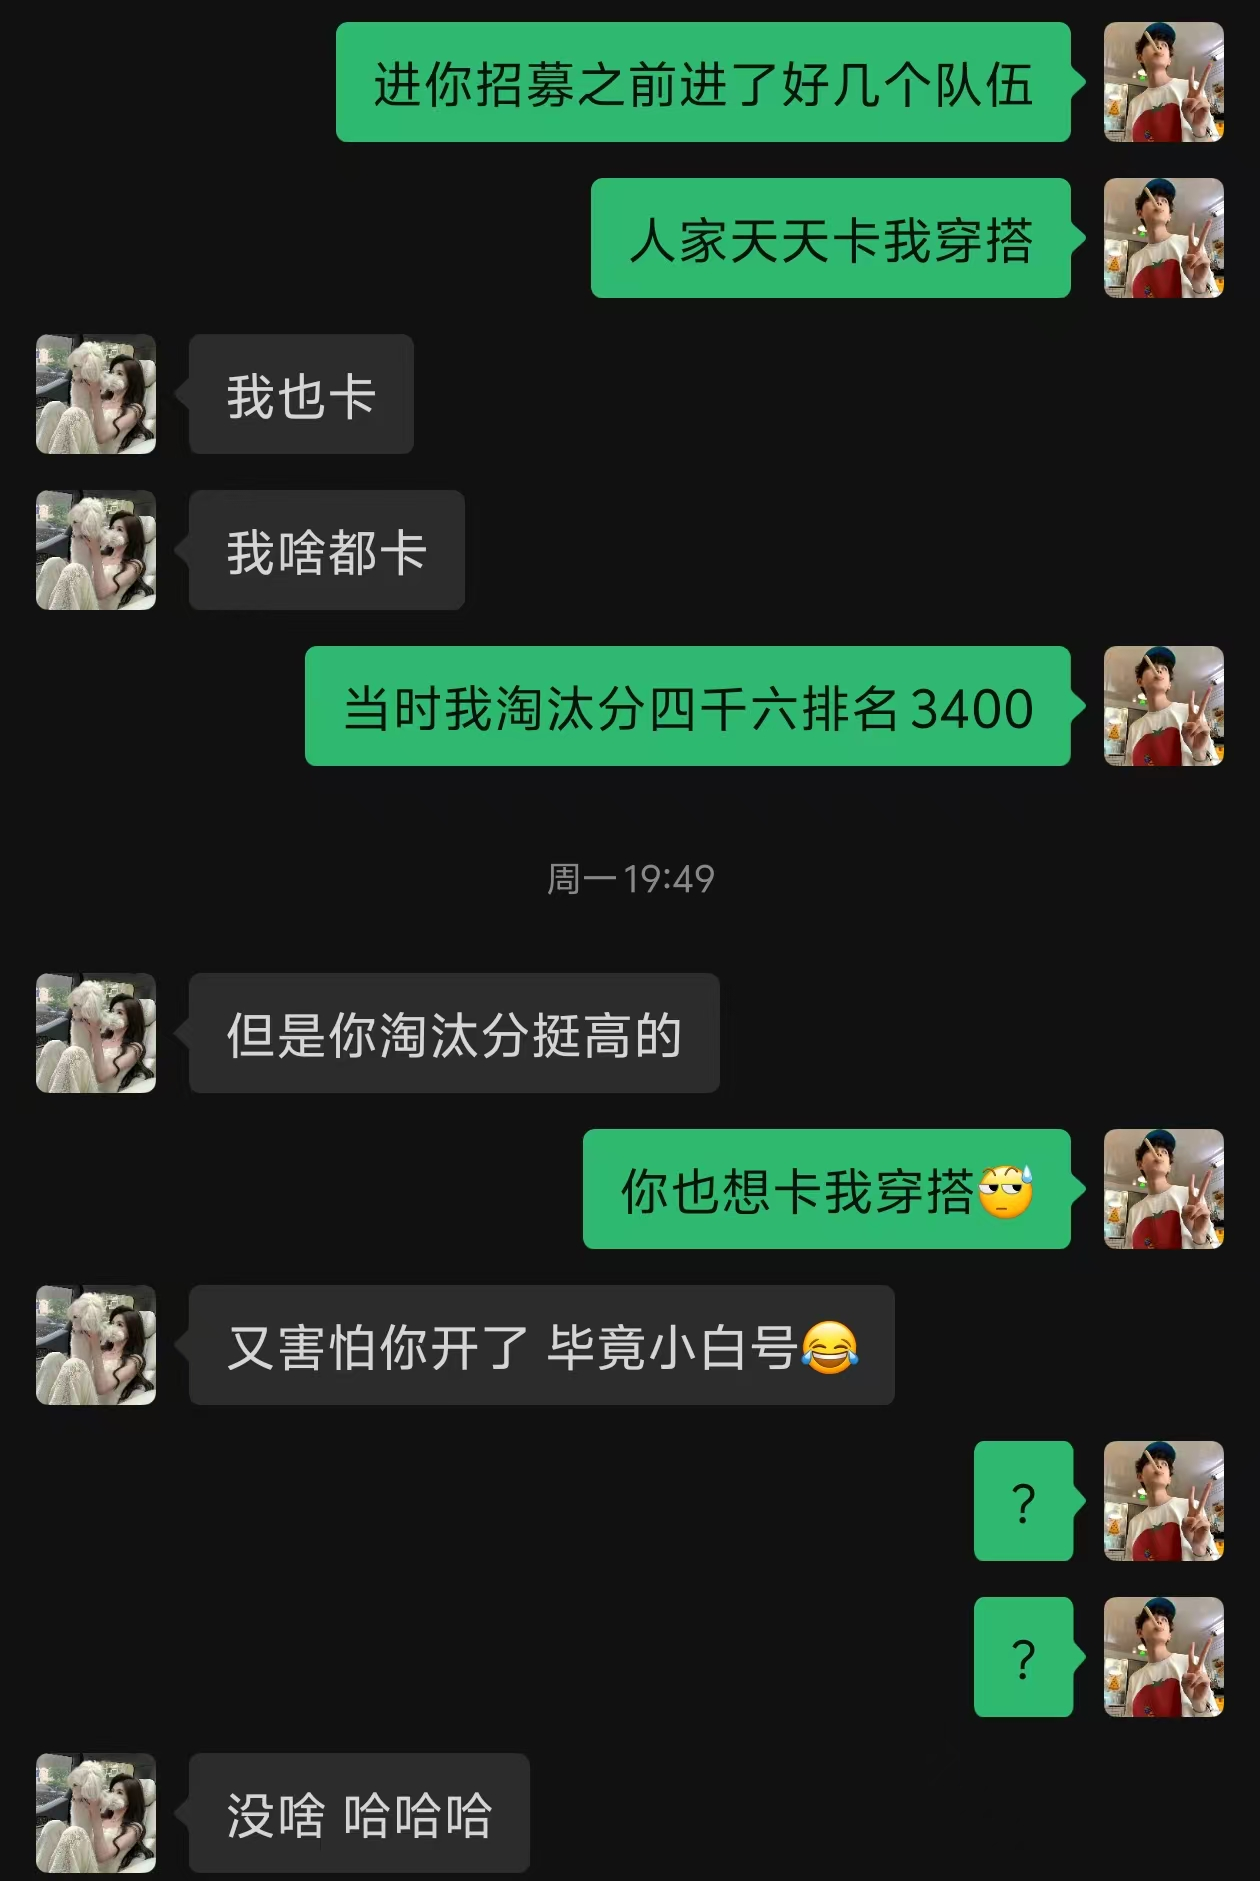 进你招募之前进了好几个队伍
人家天天卡我穿搭
我也卡
我啥都卡
当时我淘汰分四千六排名3400
周一 19:49
但是你淘汰分挺高的
你也想卡我穿搭😓
又害怕你开了 毕竟小白号😂
？
？
没啥 哈哈哈